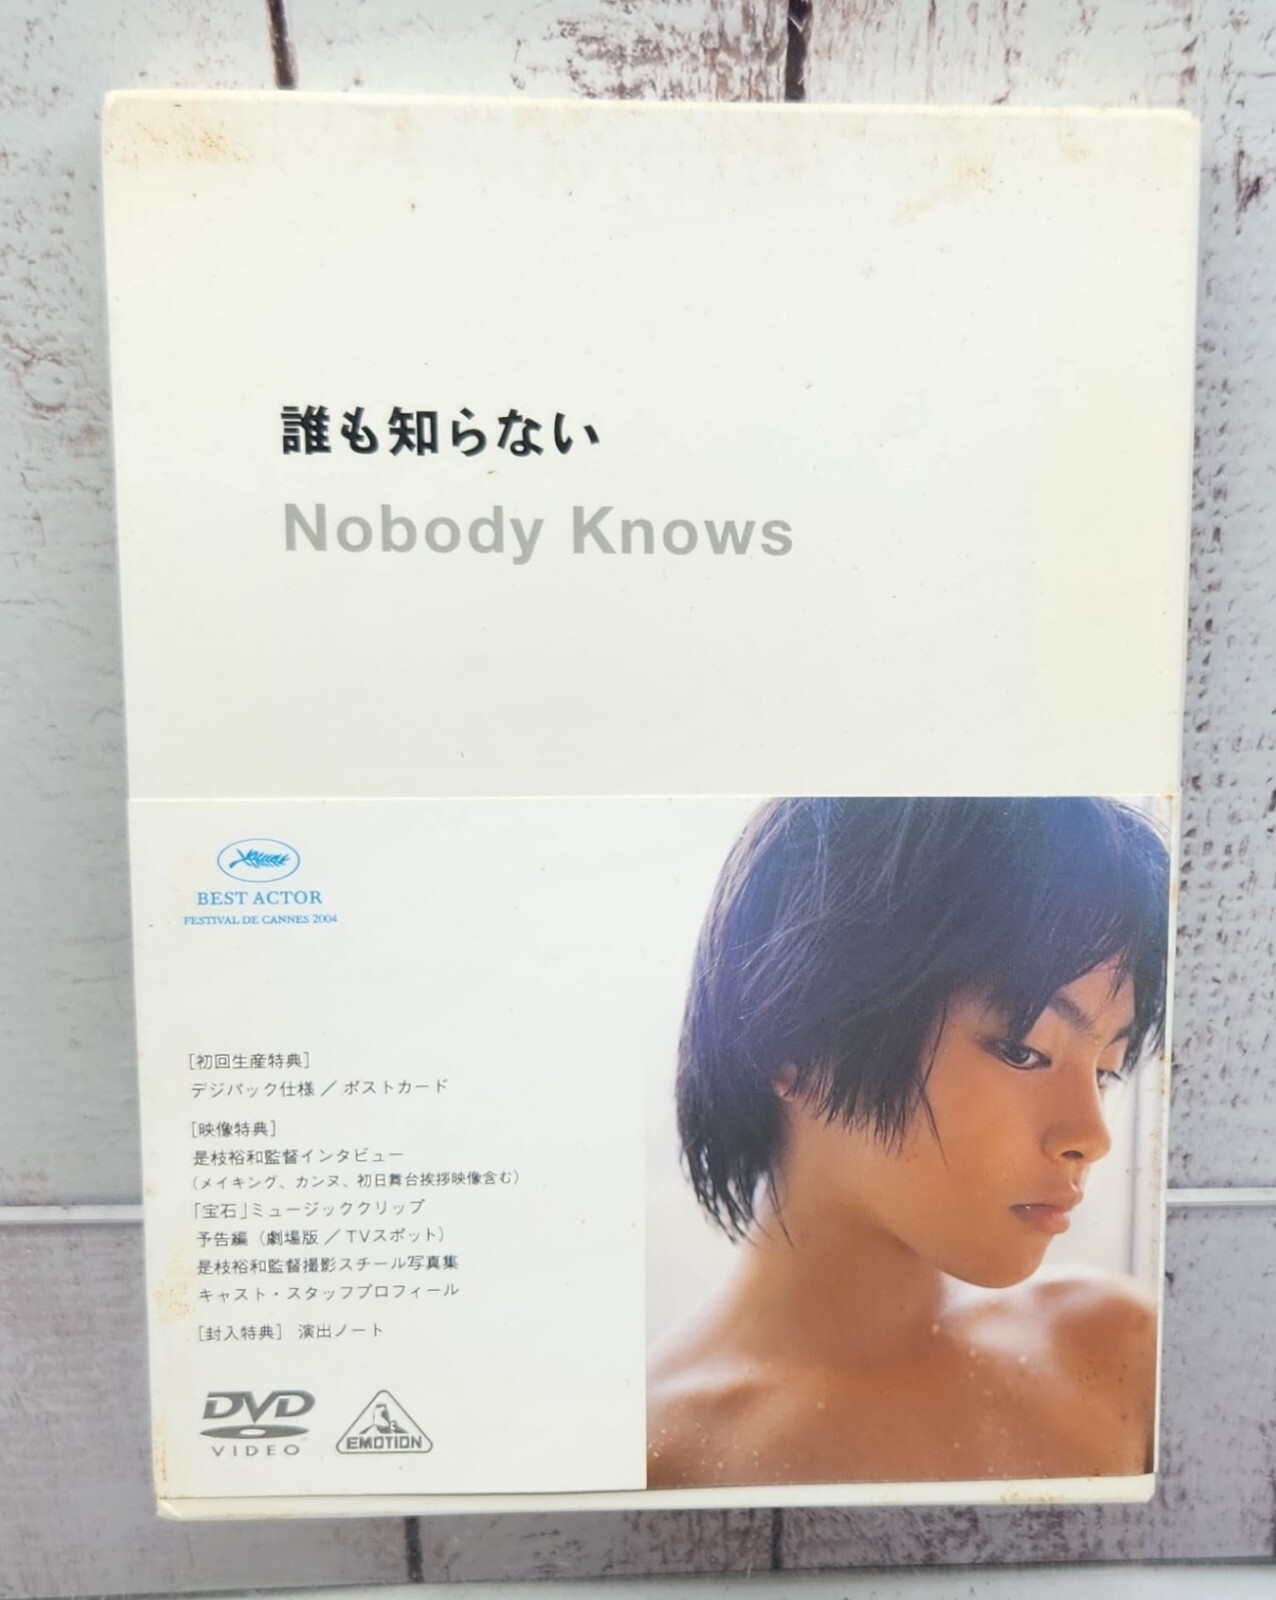 誰も知らない
Nobody Knows
BEST ACTOR
FESTIVAL DE CANNES 2004
［初回生産特典］
デジパック仕様／ポストカード
［映像特典］
是枝裕和監督インタビュー
（メイキング、カンヌ、初日舞台挨拶映像含む）
「宝石」ミュージッククリップ
予告編（劇場版／TVスポット）
是枝裕和監督撮影スチール写真集
キャスト・スタッフプロフィール
［封入特典］ 演出ノート
DVD
VIDEO
EMOTION